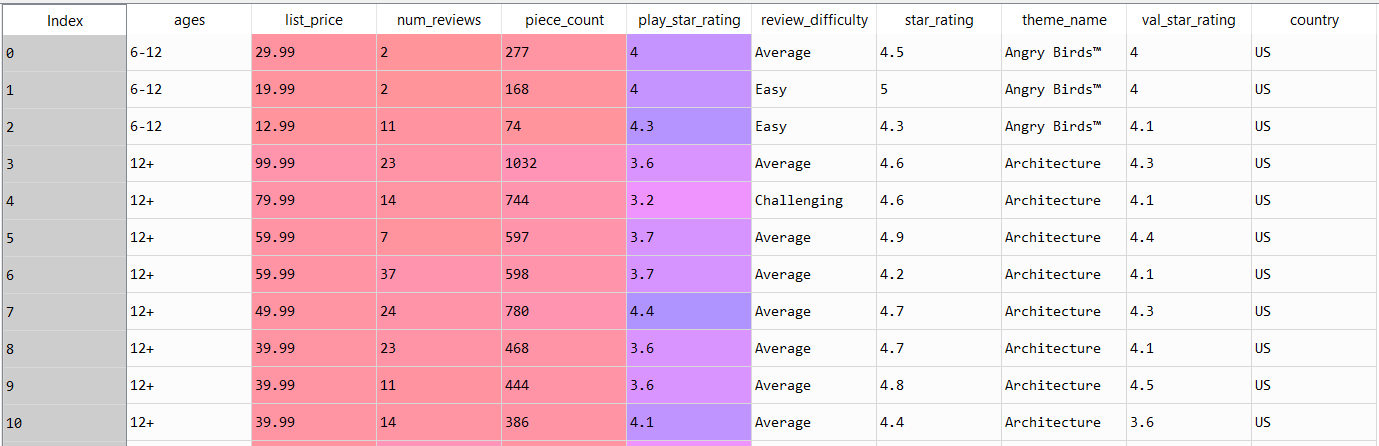 Index ages list_price num_reviews piece_count play_star_rating review_difficulty star_rating theme_name val_star_rating country
0 6-12 29.99 2 277 4 Average 4.5 Angry Birds™ 4 US
1 6-12 19.99 2 168 4 Easy 5 Angry Birds™ 4 US
2 6-12 12.99 11 74 4.3 Easy 4.3 Angry Birds™ 4.1 US
3 12+ 99.99 23 1032 3.6 Average 4.6 Architecture 4.3 US
4 12+ 79.99 14 744 3.2 Challenging 4.6 Architecture 4.1 US
5 12+ 59.99 7 597 3.7 Average 4.9 Architecture 4.4 US
6 12+ 59.99 37 598 3.7 Average 4.2 Architecture 4.1 US
7 12+ 49.99 24 780 4.4 Average 4.7 Architecture 4.3 US
8 12+ 39.99 23 468 3.6 Average 4.7 Architecture 4.1 US
9 12+ 39.99 11 444 3.6 Average 4.8 Architecture 4.5 US
10 12+ 39.99 14 386 4.1 Average 4.4 Architecture 3.6 US